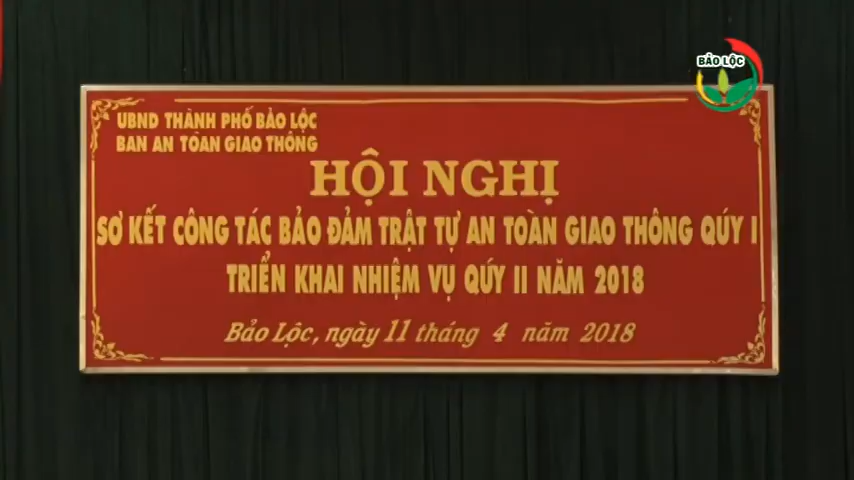 BẢO LỘC
UBND THÀNH PHỐ BẢO LỘC
BAN AN TOÀN GIAO THÔNG
HỘI NGHỊ
SƠ KẾT CÔNG TÁC BẢO ĐẢM TRẬT TỰ AN TOÀN GIAO THÔNG QÚY I
TRIỂN KHAI NHIỆM VỤ QÚY II NĂM 2018
Bảo Lộc, ngày 11 tháng 4 năm 2018